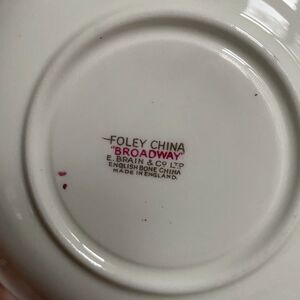 FOLEY CHINA
"BROADWAY"
E. BRAIN & CO LTD
ENGLISH BONE CHINA
MADE IN ENGLAND.